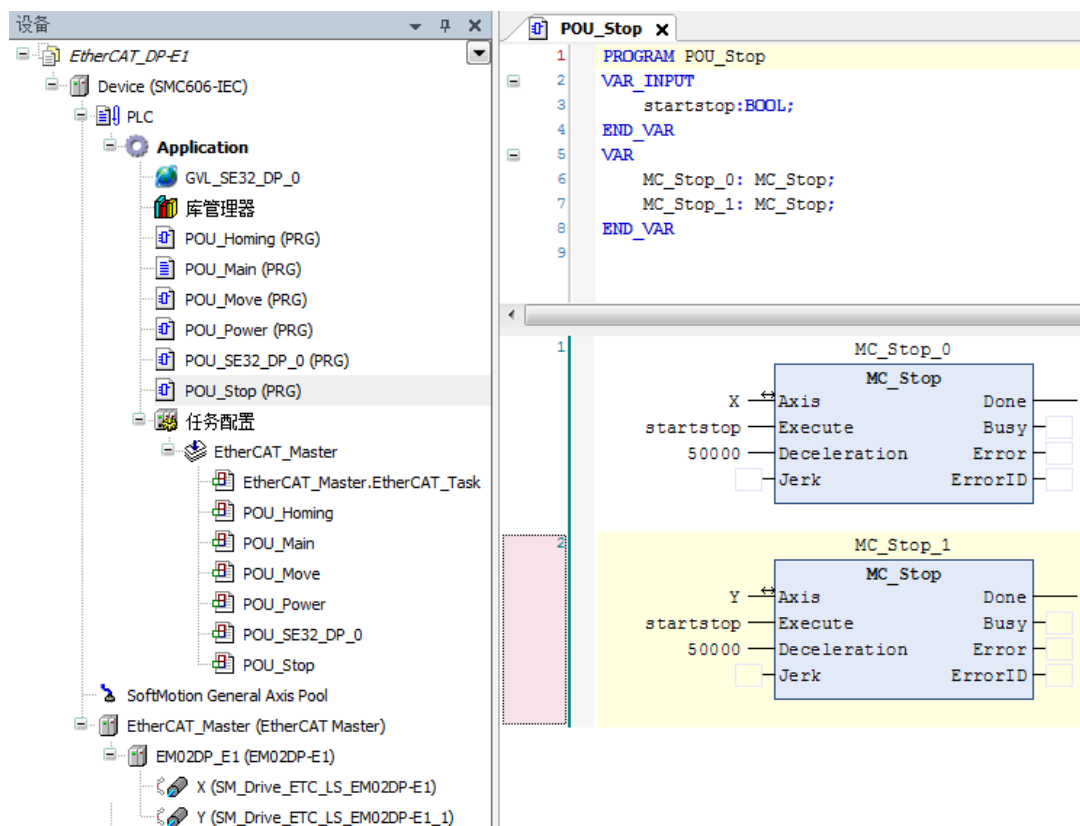 设备
EtherCAT_DP-E1
Device (SMC606-IEC)
PLC
Application
GVL_SE32_DP_0
库管理器
POU_Homing (PRG)
POU_Main (PRG)
POU_Move (PRG)
POU_Power (PRG)
POU_SE32_DP_0 (PRG)
POU_Stop (PRG)
任务配置
EtherCAT_Master
EtherCAT_Master.EtherCAT_Task
POU_Homing
POU_Main
POU_Move
POU_Power
POU_SE32_DP_0
POU_Stop
SoftMotion General Axis Pool
EtherCAT_Master (EtherCAT Master)
EM02DP_E1 (EM02DP-E1)
X (SM_Drive_ETC_LS_EM02DP-E1)
Y (SM_Drive_ETC_LS_EM02DP-E1_1)
POU_Stop
1 PROGRAM POU_Stop
2 VAR_INPUT
3 startstop:BOOL;
4 END_VAR
5 VAR
6 MC_Stop_0: MC_Stop;
7 MC_Stop_1: MC_Stop;
8 END_VAR
9
1 MC_Stop_0
MC_Stop
X Axis Done
startstop Execute Busy
50000 Deceleration Error
Jerk ErrorID
2 MC_Stop_1
MC_Stop
Y Axis Done
startstop Execute Busy
50000 Deceleration Error
Jerk ErrorID